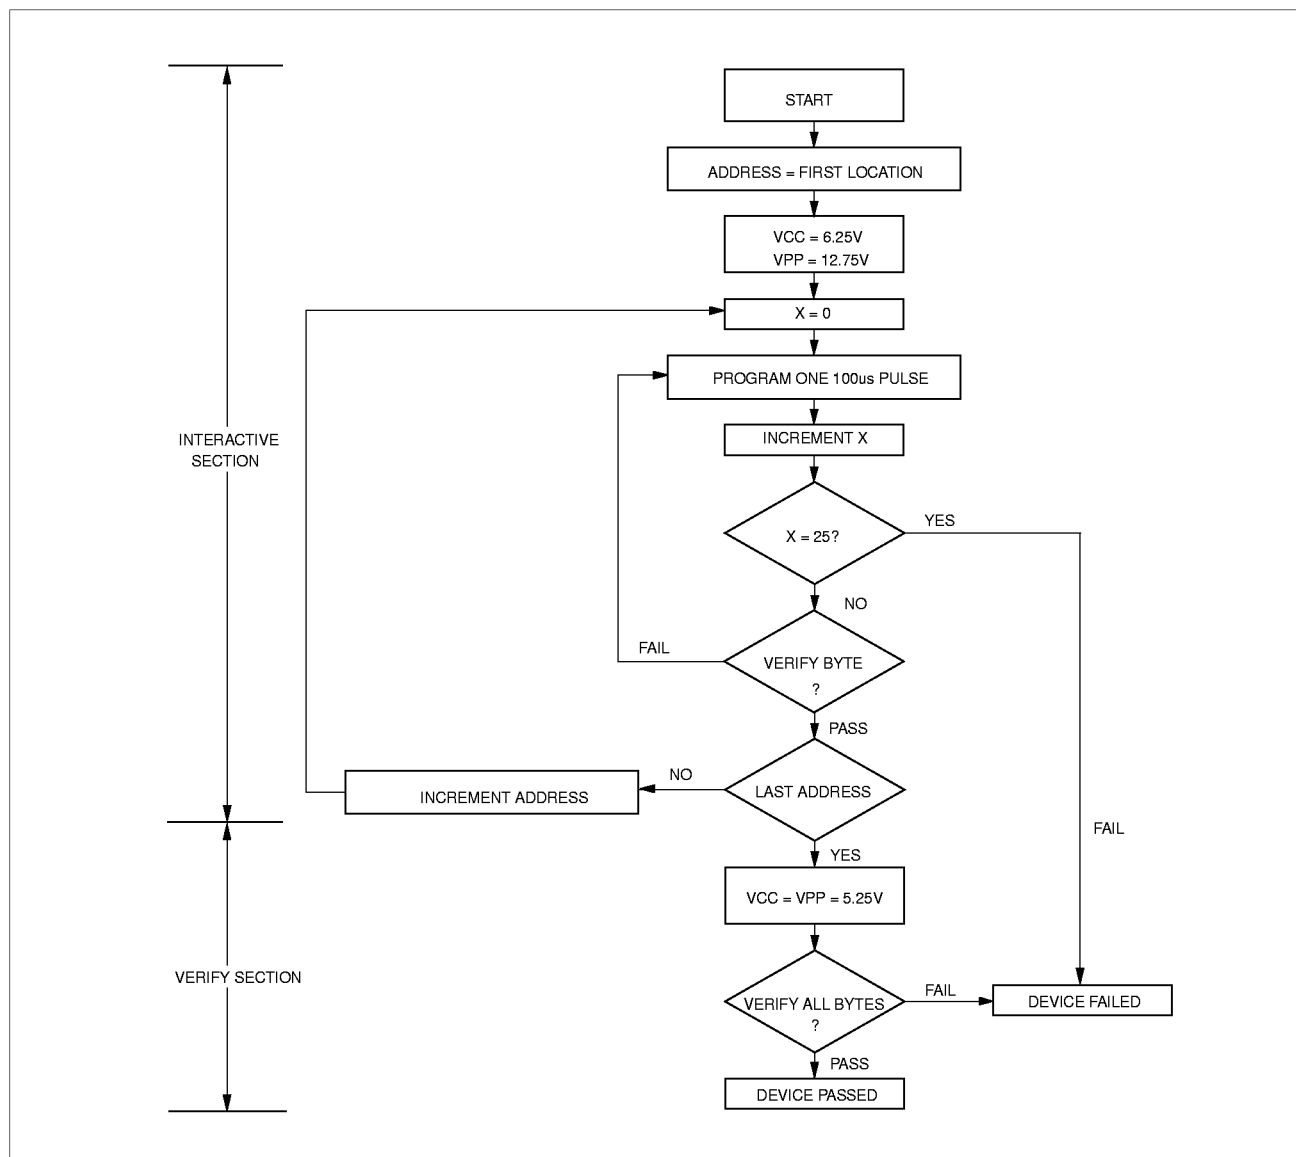 START
ADDRESS = FIRST LOCATION
VCC = 6.25V
VPP = 12.75V
X = 0
PROGRAM ONE 100us PULSE
INCREMENT X
INTERACTIVE
SECTION
X = 25?
YES
NO
FAIL
VERIFY BYTE
?
PASS
NO
LAST ADDRESS
INCREMENT ADDRESS
FAIL
YES
VCC = VPP = 5.25V
VERIFY SECTION
VERIFY ALL BYTES
?
FAIL
DEVICE FAILED
PASS
DEVICE PASSED